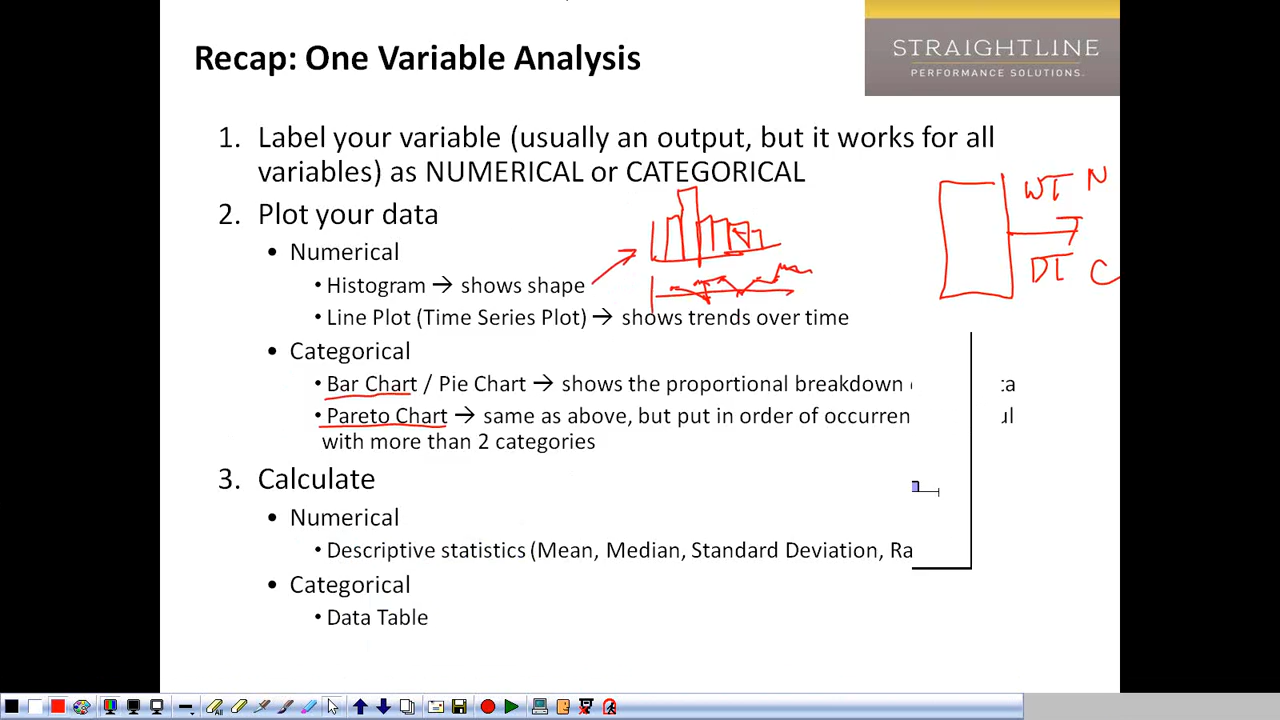 Recap: One Variable Analysis
STRAIGHTLINE
PERFORMANCE SOLUTIONS.
1. Label your variable (usually an output, but it works for all
variables) as NUMERICAL or CATEGORICAL
WT N
2. Plot your data
• Numerical
DT C
• Histogram → shows shape
• Line Plot (Time Series Plot) → shows trends over time
• Categorical
• Bar Chart / Pie Chart → shows the proportional breakdown
• Pareto Chart → same as above, but put in order of
with more than 2 categories
3. Calculate
• Numerical
• Descriptive statistics (Mean, Median, Standard Deviation, Ra
• Categorical
• Data Table